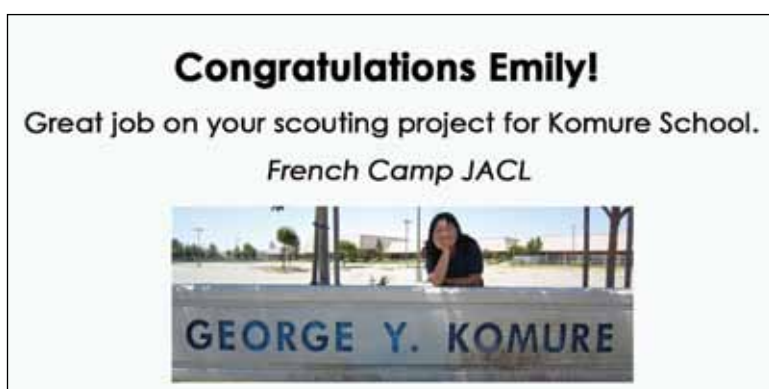 Congratulations Emily!
Great job on your scouting project for Komure School.
French Camp JACL
GEORGE Y. KOMURE